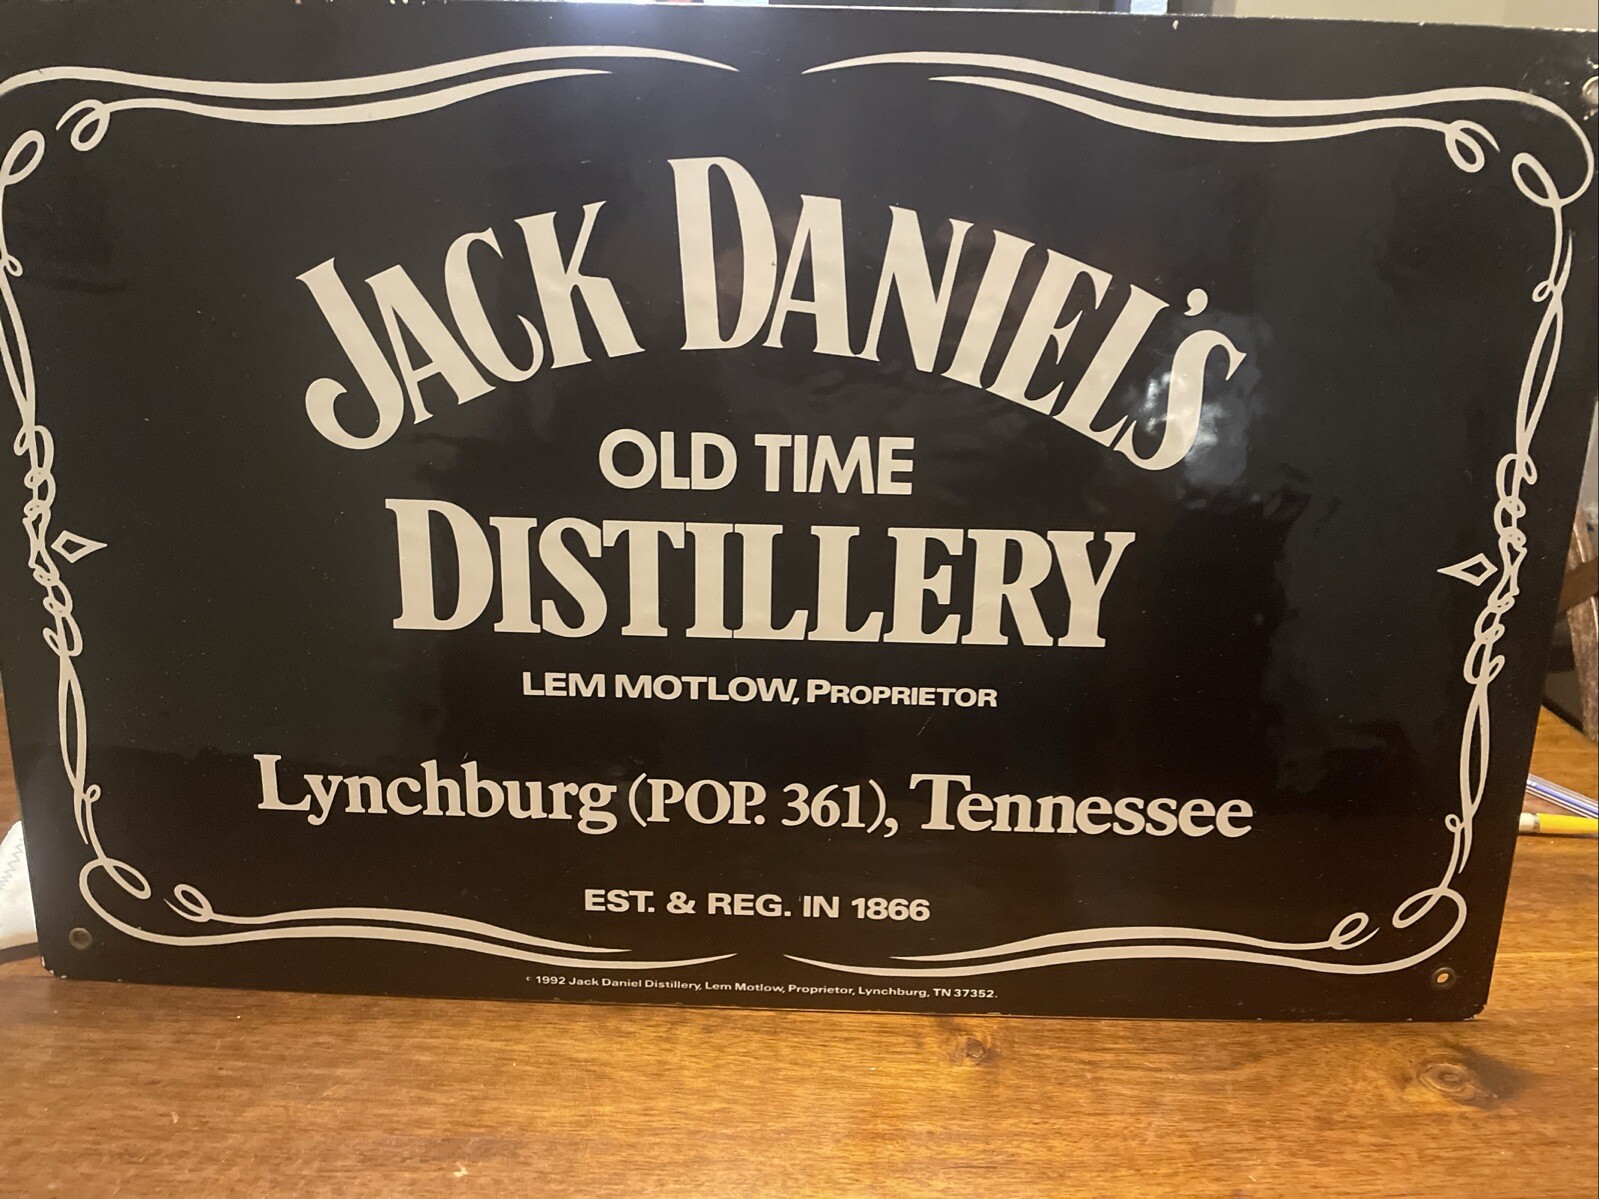 JACK DANIEL'S
OLD TIME
DISTILLERY
LEM MOTLOW, PROPRIETOR
Lynchburg (POP. 361), Tennessee
EST. & REG. IN 1866
© 1992 Jack Daniel Distillery, Lem Motlow, Proprietor, Lynchburg, TN 37352.